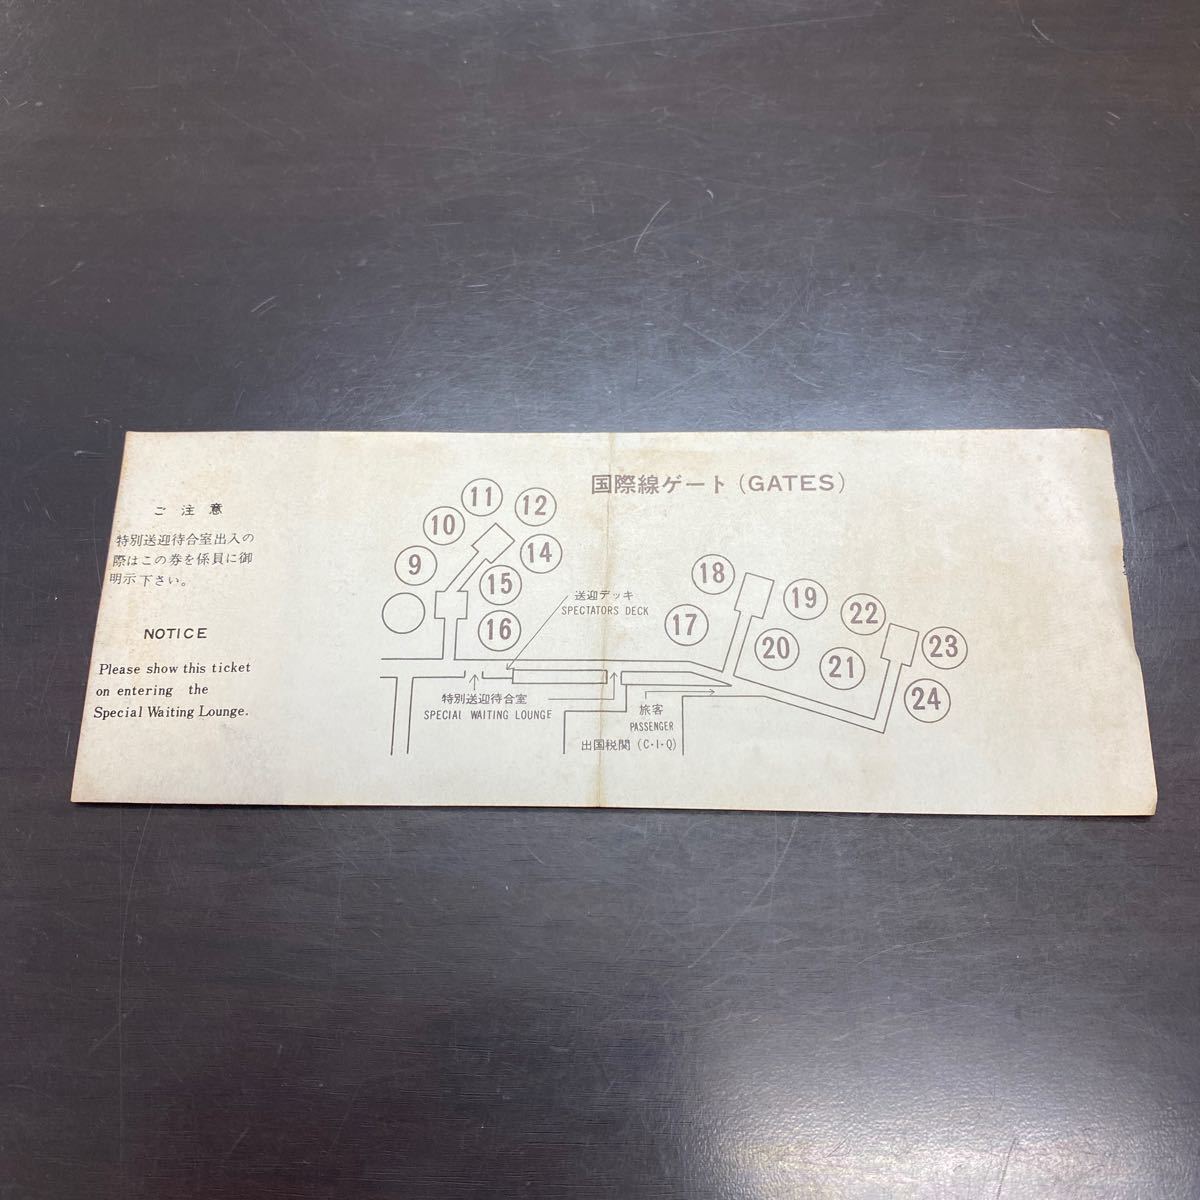 ご注意
特別送迎待合室出入の
際はこの券を係員に御
明示下さい。
NOTICE
Please show this ticket
on entering the
Special Waiting Lounge.
国際線ゲート (GATES)
9
10
11
12
14
15
16
送迎デッキ
SPECTATORS DECK
17
18
19
20
21
22
23
24
特別送迎待合室
SPECIAL WAITING LOUNGE
旅客
PASSENGER
出国税関 (C・I・Q)